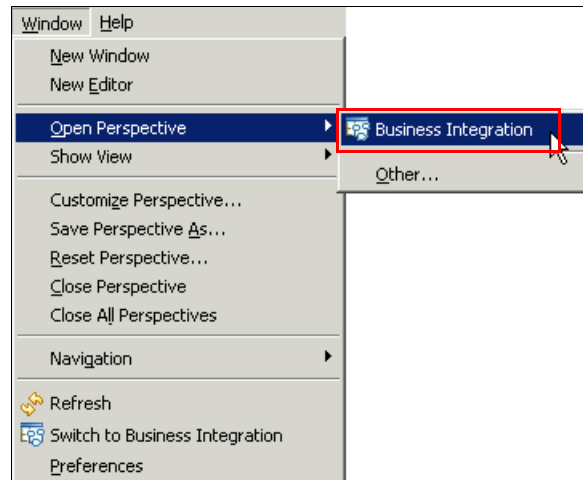 Window Help
New Window
New Editor
Open Perspective
Business Integration
Show View
Other...
Customize Perspective...
Save Perspective As...
Reset Perspective...
Close Perspective
Close All Perspectives
Navigation
Refresh
Switch to Business Integration
Preferences